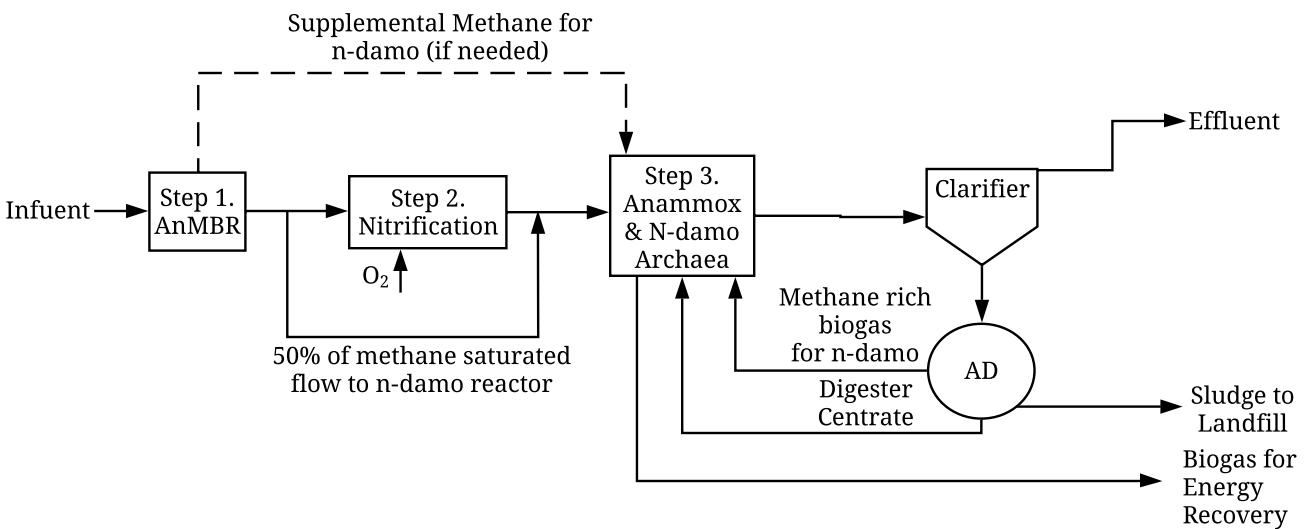 Supplemental Methane for
n-damo (if needed)
Effluent
Infuent
Step 1.
AnMBR
Step 2.
Nitrification
O₂
Step 3.
Anammox
& N-damo
Archaea
Clarifier
50% of methane saturated
flow to n-damo reactor
Methane rich
biogas
for n-damo
AD
Digester
Centrate
Sludge to
Landfill
Biogas for
Energy
Recovery